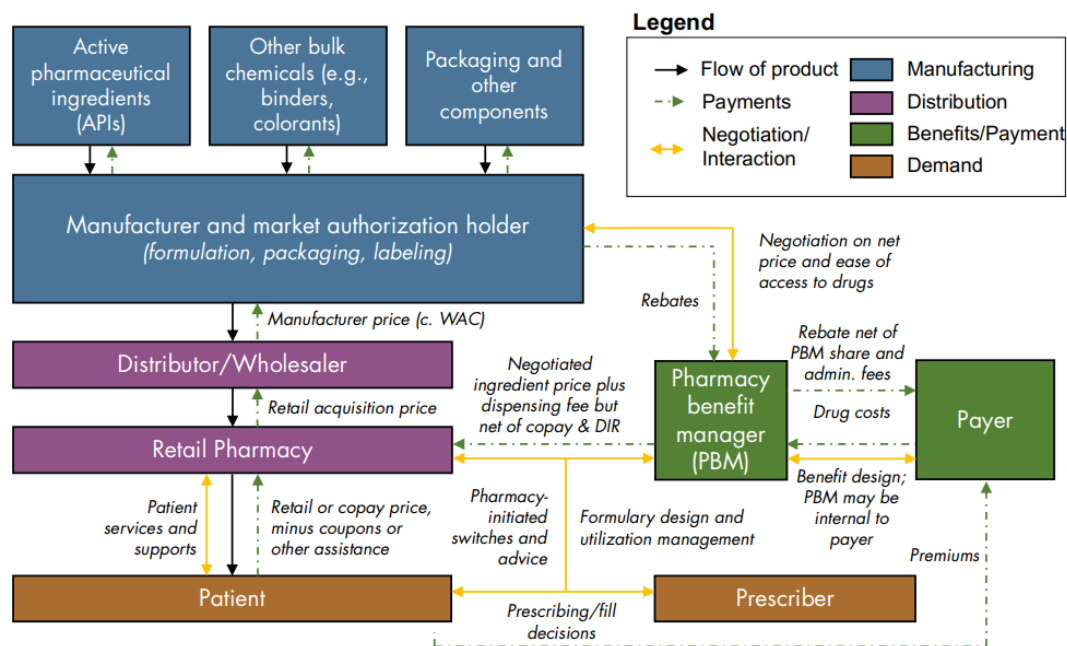 Active
pharmaceutical
ingredients
(APIs)
Other bulk
chemicals (e.g.,
binders,
colorants)
Packaging and
other
components
Legend
Flow of product
Payments
Negotiation/
Interaction
Manufacturing
Distribution
Benefits/Payment
Demand
Manufacturer and market authorization holder
(formulation, packaging, labeling)
Negotiation on net
price and ease of
access to drugs
Rebates
Manufacturer price (c. WAC)
Distributor/Wholesaler
Retail acquisition price
Retail Pharmacy
Negotiated
ingredient price plus
dispensing fee but
net of copay & DIR
Pharmacy
benefit
manager
(PBM)
Rebate net of
PBM share and
admin. fees
Drug costs
Payer
Benefit design;
PBM may be
internal to
payer
Premiums
Patient
services and
supports
Retail or copay price,
minus coupons or
other assistance
Pharmacy-
initiated
switches and
advice
Formulary design and
utilization management
Patient
Prescribing/fill
decisions
Prescriber